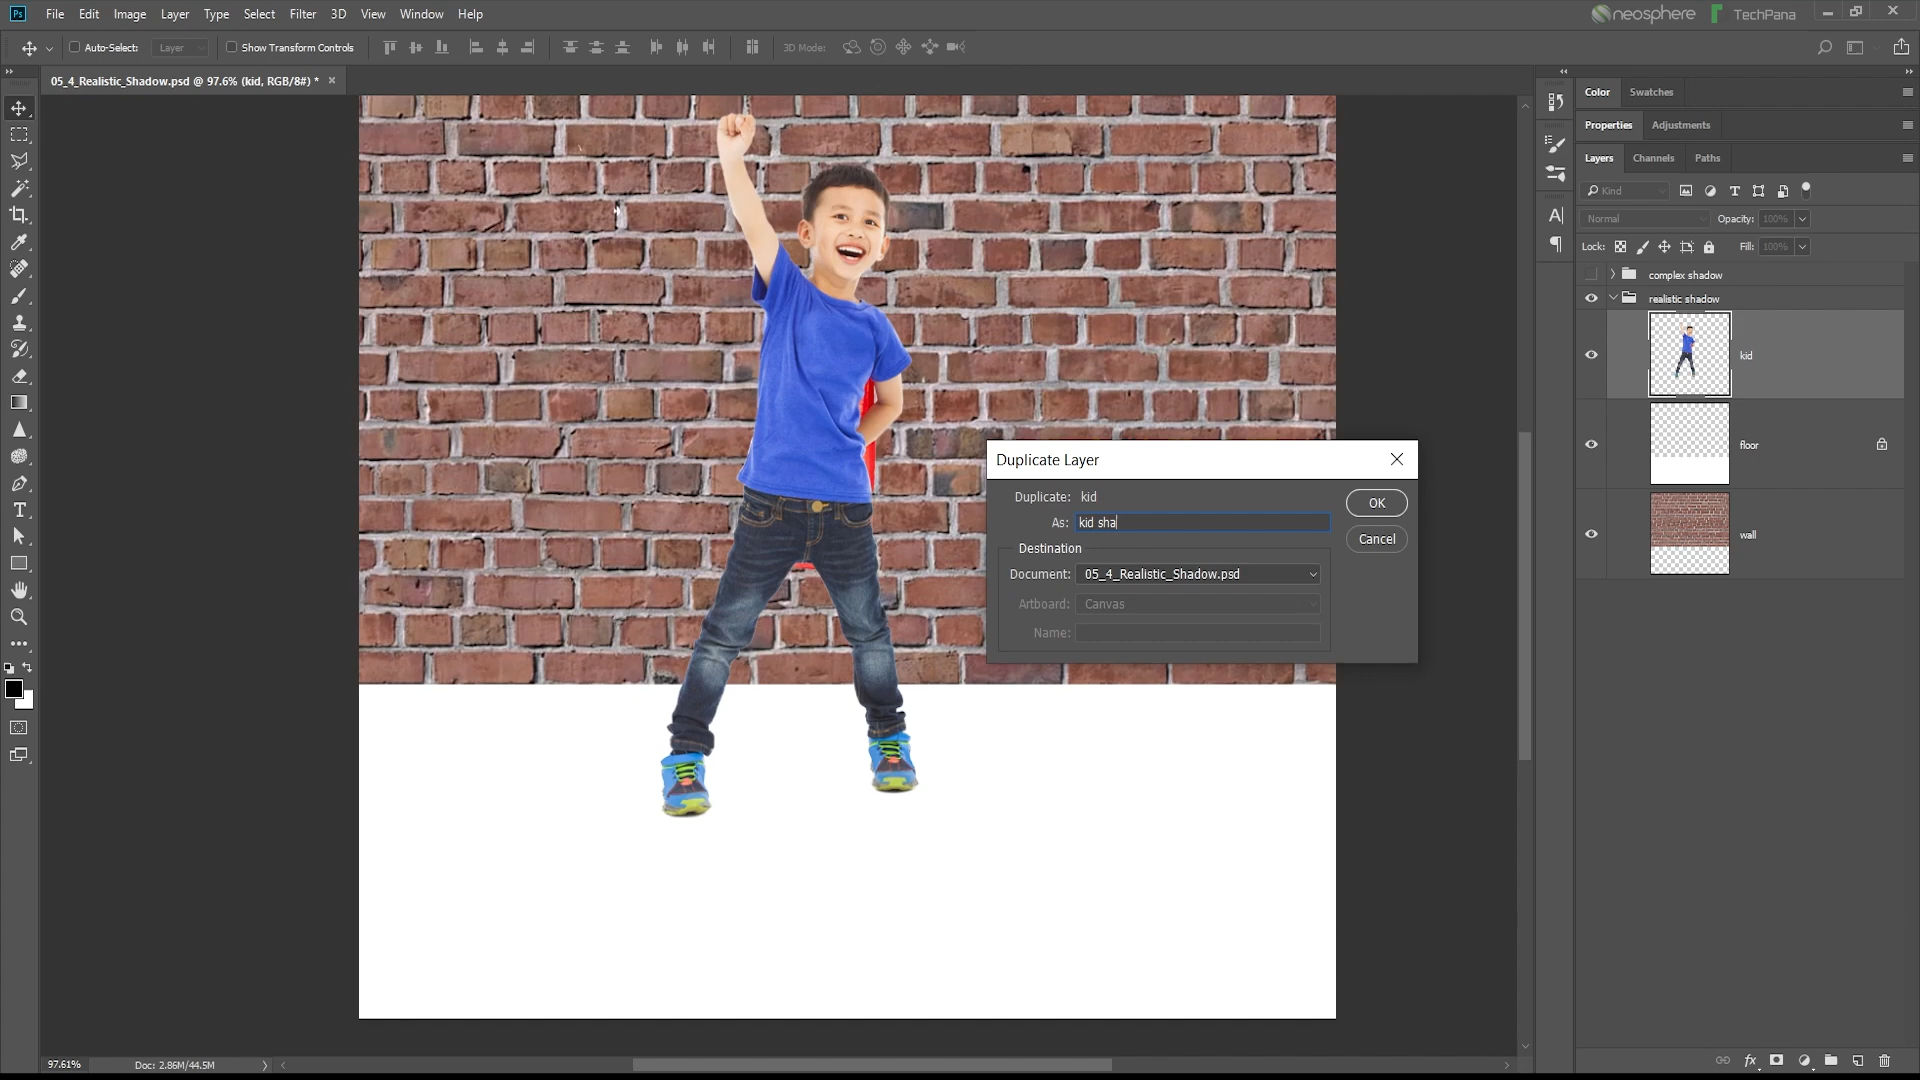 Ps File Edit Image Layer Type Select Filter 3D View Window Help neosphere TechPana
Auto-Select: Layer Show Transform Controls 3D Mode:
05_4_Realistic_Shadow.psd @ 97.6% (kid, RGB/8#) *
Color Swatches
Properties Adjustments
Layers Channels Paths
Kind
Normal Opacity: 100%
Lock: Fill: 100%
complex shadow
realistic shadow
kid
floor
wall
Duplicate Layer
Duplicate: kid
As: kid sha
OK
Cancel
Destination
Document: 05_4_Realistic_Shadow.psd
Artboard: Canvas
Name:
97.61% Doc: 2.86M/44.5M